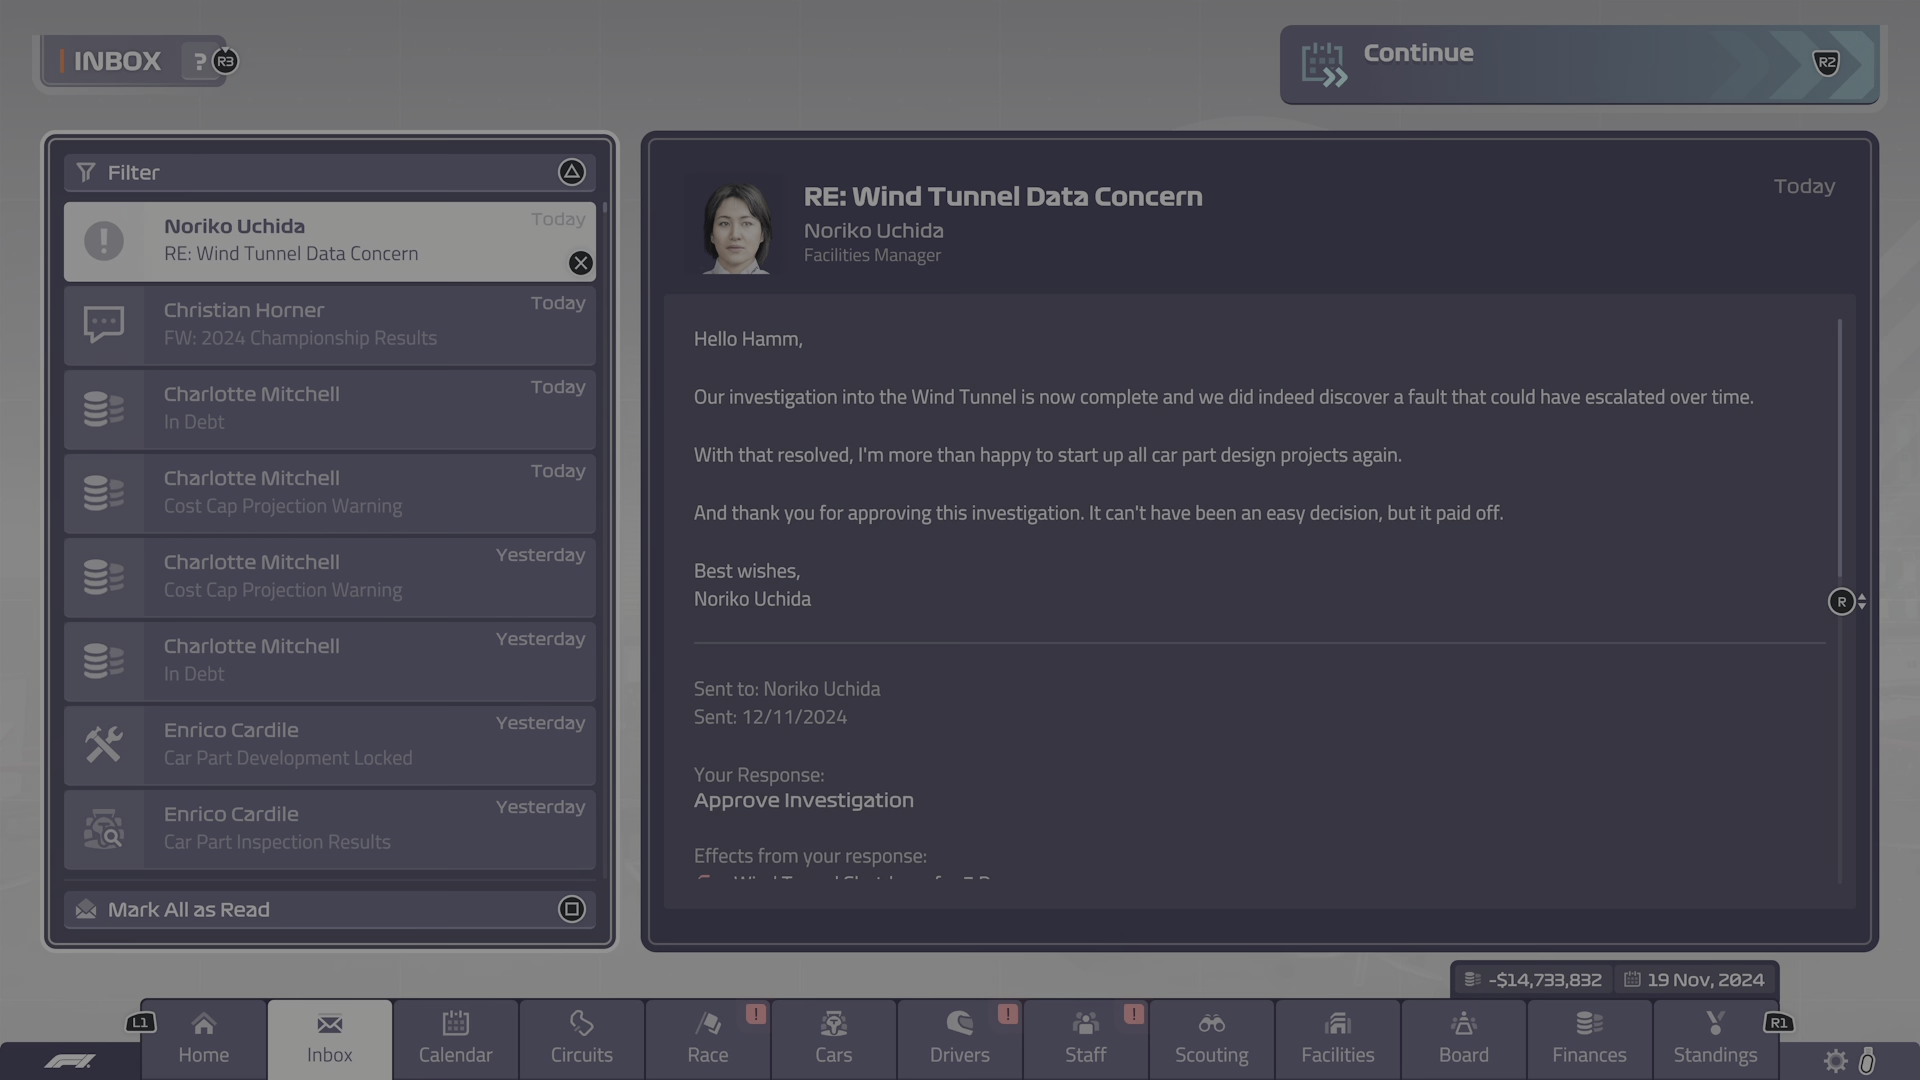 INBOX
?
R3
Continue
R2
Filter
Noriko Uchida
Today
RE: Wind Tunnel Data Concern
Christian Horner
Today
FW: 2024 Championship Results
Charlotte Mitchell
Today
In Debt
Charlotte Mitchell
Today
Cost Cap Projection Warning
Charlotte Mitchell
Yesterday
Cost Cap Projection Warning
Charlotte Mitchell
Yesterday
In Debt
Enrico Cardile
Yesterday
Car Part Development Locked
Enrico Cardile
Yesterday
Car Part Inspection Results
Mark All as Read
RE: Wind Tunnel Data Concern
Today
Noriko Uchida
Facilities Manager
Hello Hamm,
Our investigation into the Wind Tunnel is now complete and we did indeed discover a fault that could have escalated over time.
With that resolved, I'm more than happy to start up all car part design projects again.
And thank you for approving this investigation. It can't have been an easy decision, but it paid off.
Best wishes,
Noriko Uchida
R
Sent to: Noriko Uchida
Sent: 12/11/2024
Your Response:
Approve Investigation
Effects from your response:
-$14,733,832
19 Nov, 2024
L1
Home
Inbox
Calendar
Circuits
Race
!
Cars
Drivers
!
Staff
!
Scouting
Facilities
Board
Finances
Standings
R1
F1